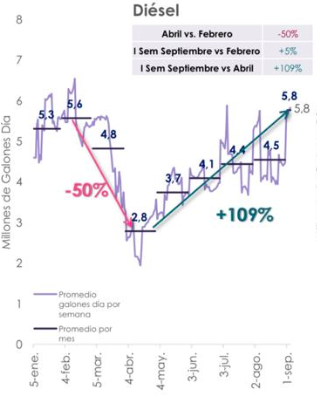 Diésel
Abril vs. Febrero -50%
I Sem Septiembre vs Febrero +5%
I Sem Septiembre vs Abril +109%
Millones de Galones Día
8
7
6
5
4
3
2
1
0
5,3
5,6
4,8
2,8
3,7
4,1
4,4
4,5
5,8
5,8
-50%
+109%
Promedio
galones día por
semana
Promedio por
mes
5-ene.
4-feb.
5-mar.
4-abr.
4-may.
3-jun.
3-jul.
2-ago.
1-sep.